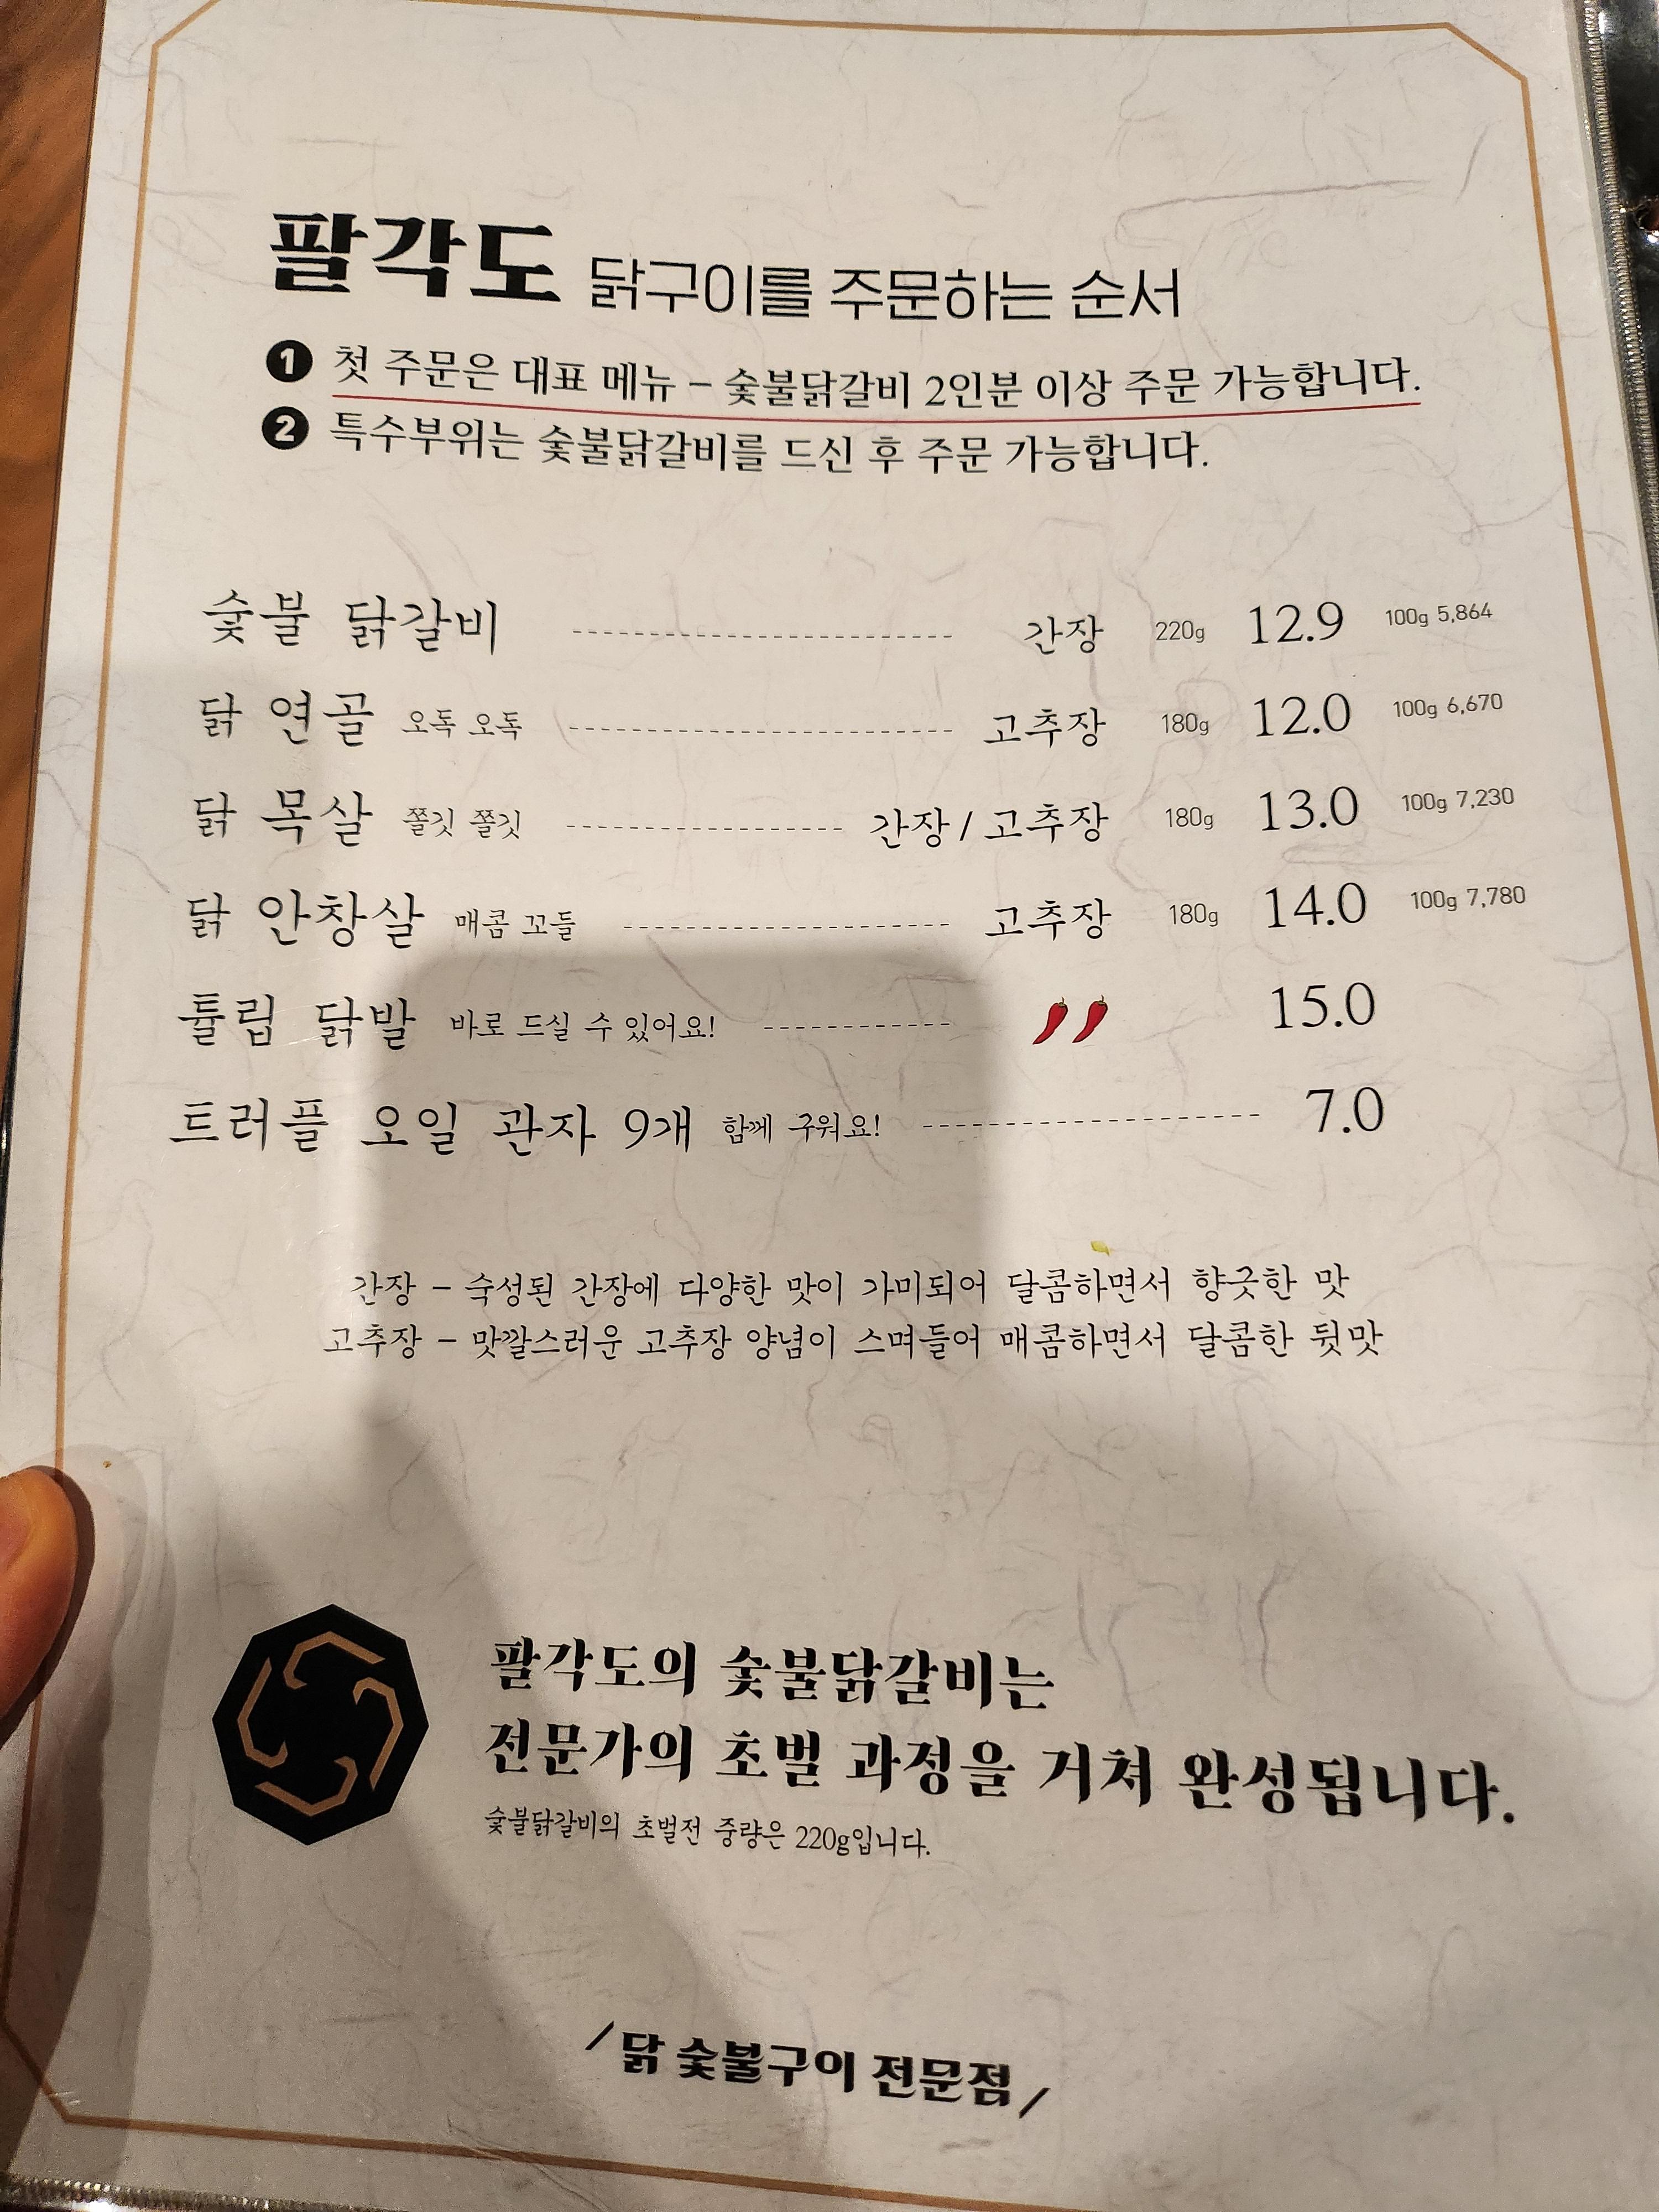 팔각도 닭구이를 주문하는 순서
1 첫 주문은 대표 메뉴 – 숯불닭갈비 2인분 이상 주문 가능합니다.
2 특수부위는 숯불닭갈비를 드신 후 주문 가능합니다.
숯불 닭갈비 간장 220g 12.9 100g 5,864
닭 연골 오독 오독 고추장 180g 12.0 100g 6,670
닭 목살 쫄깃 쫄깃 간장 / 고추장 180g 13.0 100g 7,230
닭 안창살 매콤 꼬들 고추장 180g 14.0 100g 7,780
튤립 닭발 바로 드실 수 있어요! 15.0
트러플 오일 관자 9개 함께 구워요! 7.0
간장 – 숙성된 간장에 다양한 맛이 가미되어 달콤하면서 향긋한 맛
고추장 – 맛깔스러운 고추장 양념이 스며들어 매콤하면서 달콤한 뒷맛
팔각도의 숯불닭갈비는
전문가의 초벌 과정을 거쳐 완성됩니다.
숯불닭갈비의 초벌전 중량은 220g입니다.
/ 닭 숯불구이 전문점 /